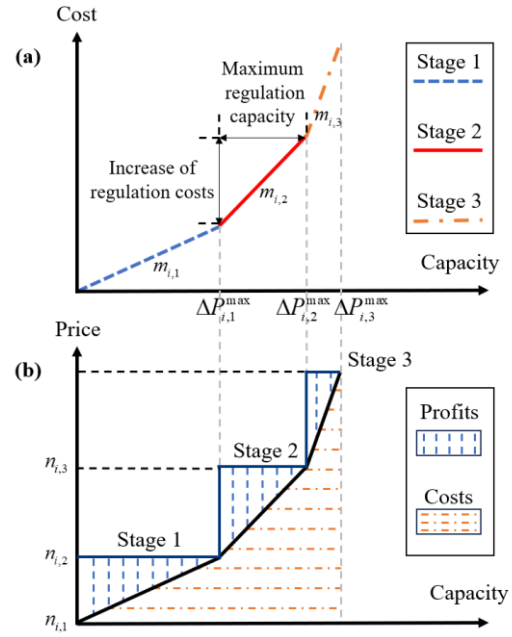 Cost
(a)
Maximum
regulation
capacity
Increase of
regulation costs
m_{i,1}
m_{i,2}
m_{i,3}
Stage 1
Stage 2
Stage 3
Capacity
ΔP_{i,1}^{max} ΔP_{i,2}^{max} ΔP_{i,3}^{max}
Price
(b)
Stage 3
n_{i,3}
Stage 2
n_{i,2}
Stage 1
n_{i,1}
Profits
Costs
Capacity